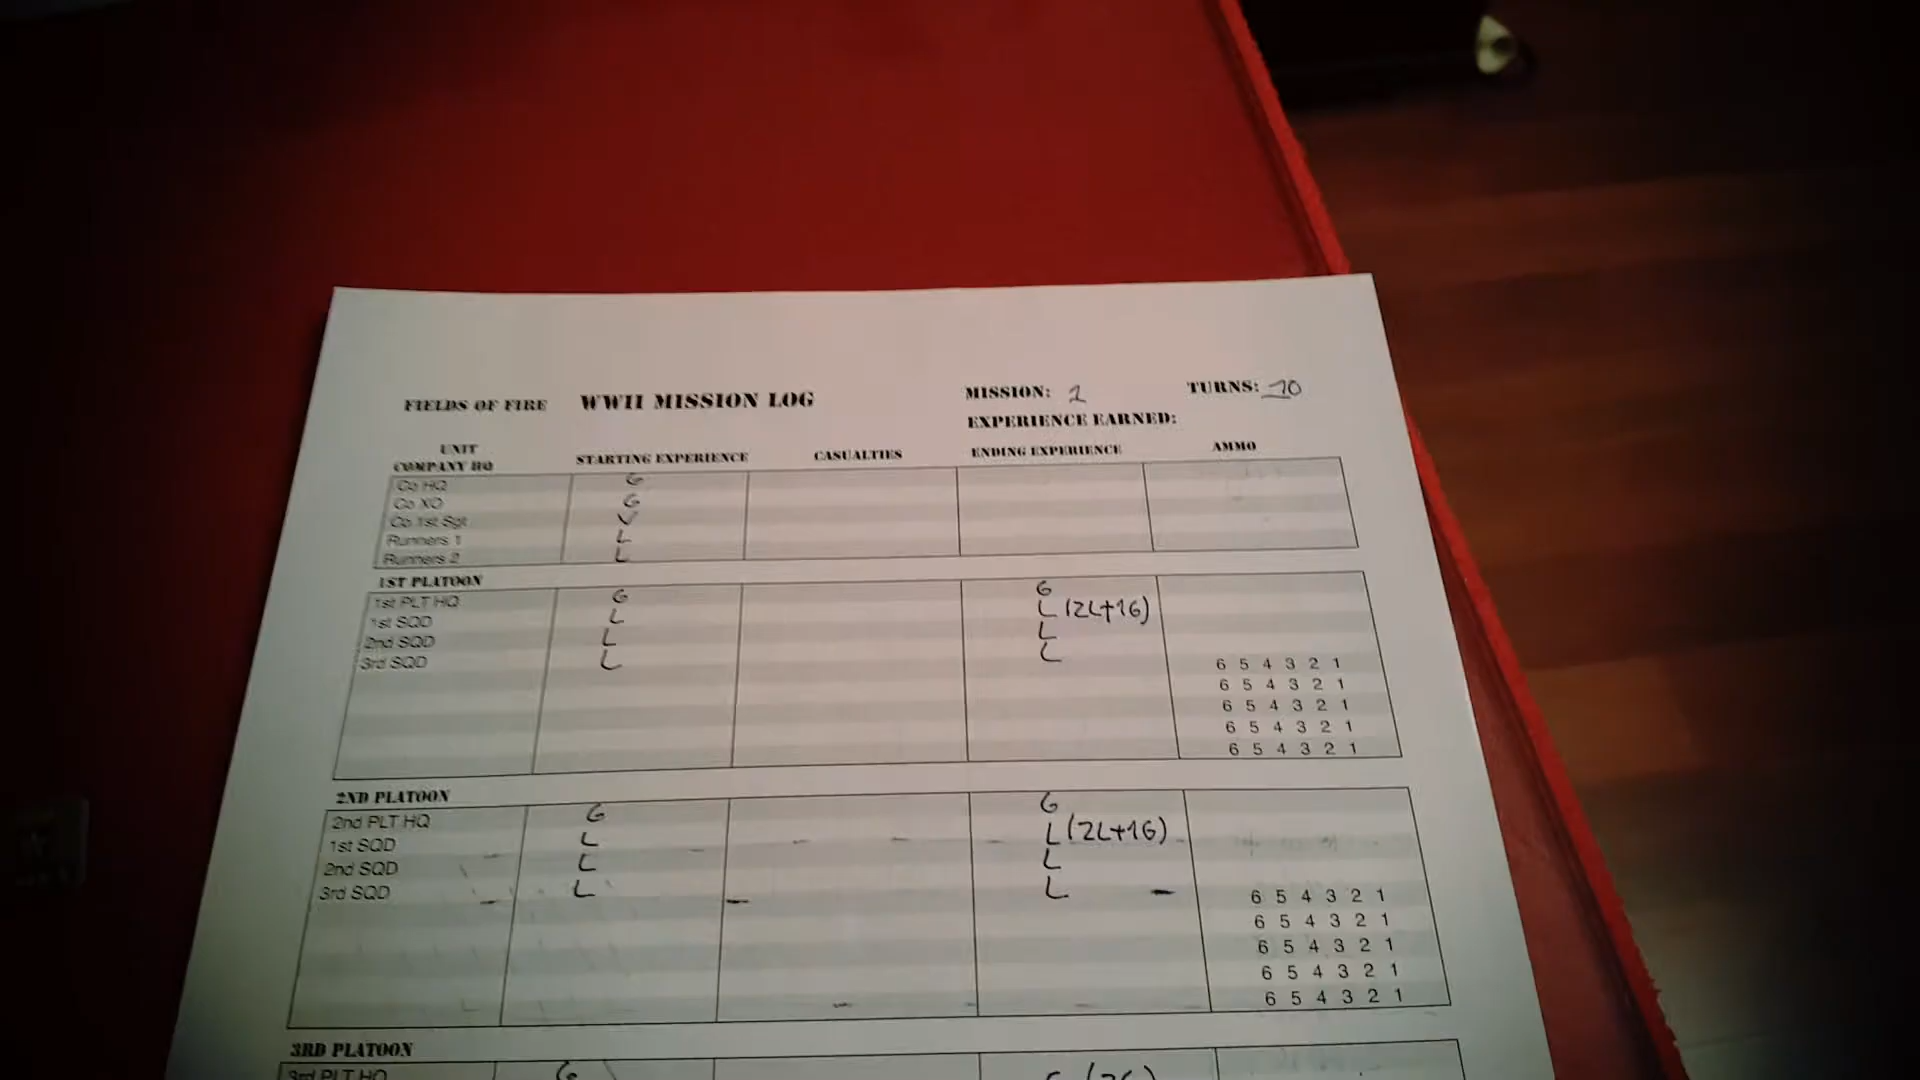 FIELDS OF FIRE WWII MISSION LOG MISSION: 1 TURNS: 10
EXPERIENCE EARNED:
UNIT STARTING EXPERIENCE CASUALTIES ENDING EXPERIENCE AMMO
COMPANY HQ
Co HQ G
Co XO G
Co 1st Sgt V
Runners 1 L
Runners 2 L
1ST PLATOON
1st PLT HQ G G
1st SQD L L (2L+1G)
2nd SQD L L
3rd SQD L L
6 5 4 3 2 1
6 5 4 3 2 1
6 5 4 3 2 1
6 5 4 3 2 1
6 5 4 3 2 1
2ND PLATOON
2nd PLT HQ G G
1st SQD L L (2L+1G)
2nd SQD L L
3rd SQD L L
6 5 4 3 2 1
6 5 4 3 2 1
6 5 4 3 2 1
6 5 4 3 2 1
6 5 4 3 2 1
3RD PLATOON
3rd PLT HQ G